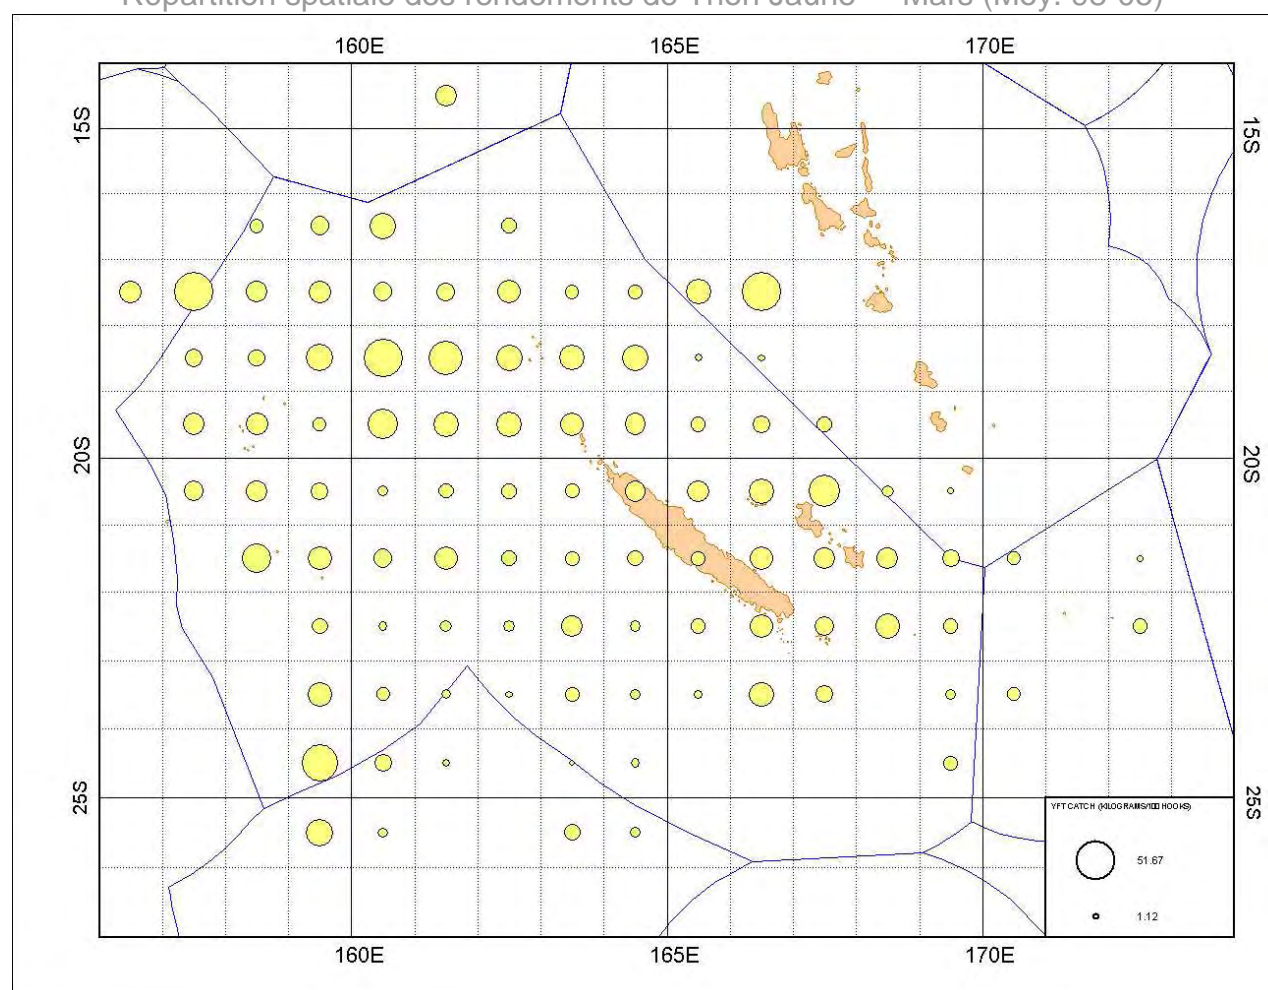 160E 165E 170E
15S 15S
20S 20S
25S 25S
YFT CATCH (KILOGRAMS/100 HOOKS)
51.67
1.12
160E 165E 170E